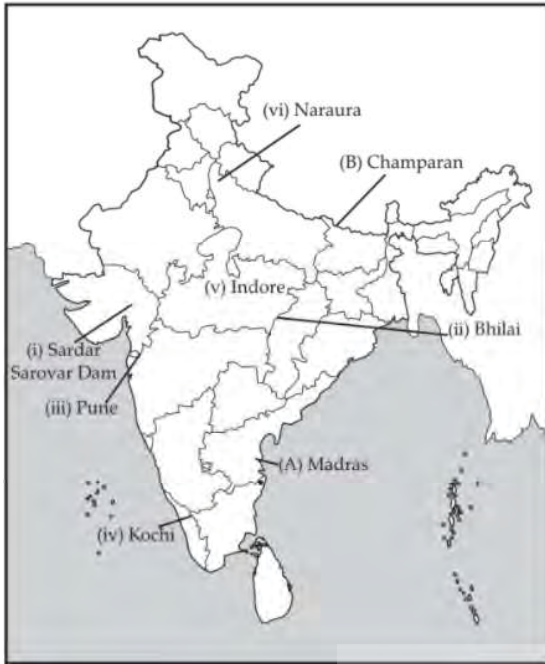 (vi) Naraura
(B) Champaran
(v) Indore
(ii) Bhilai
(i) Sardar
Sarovar Dam
(iii) Pune
(A) Madras
(iv) Kochi